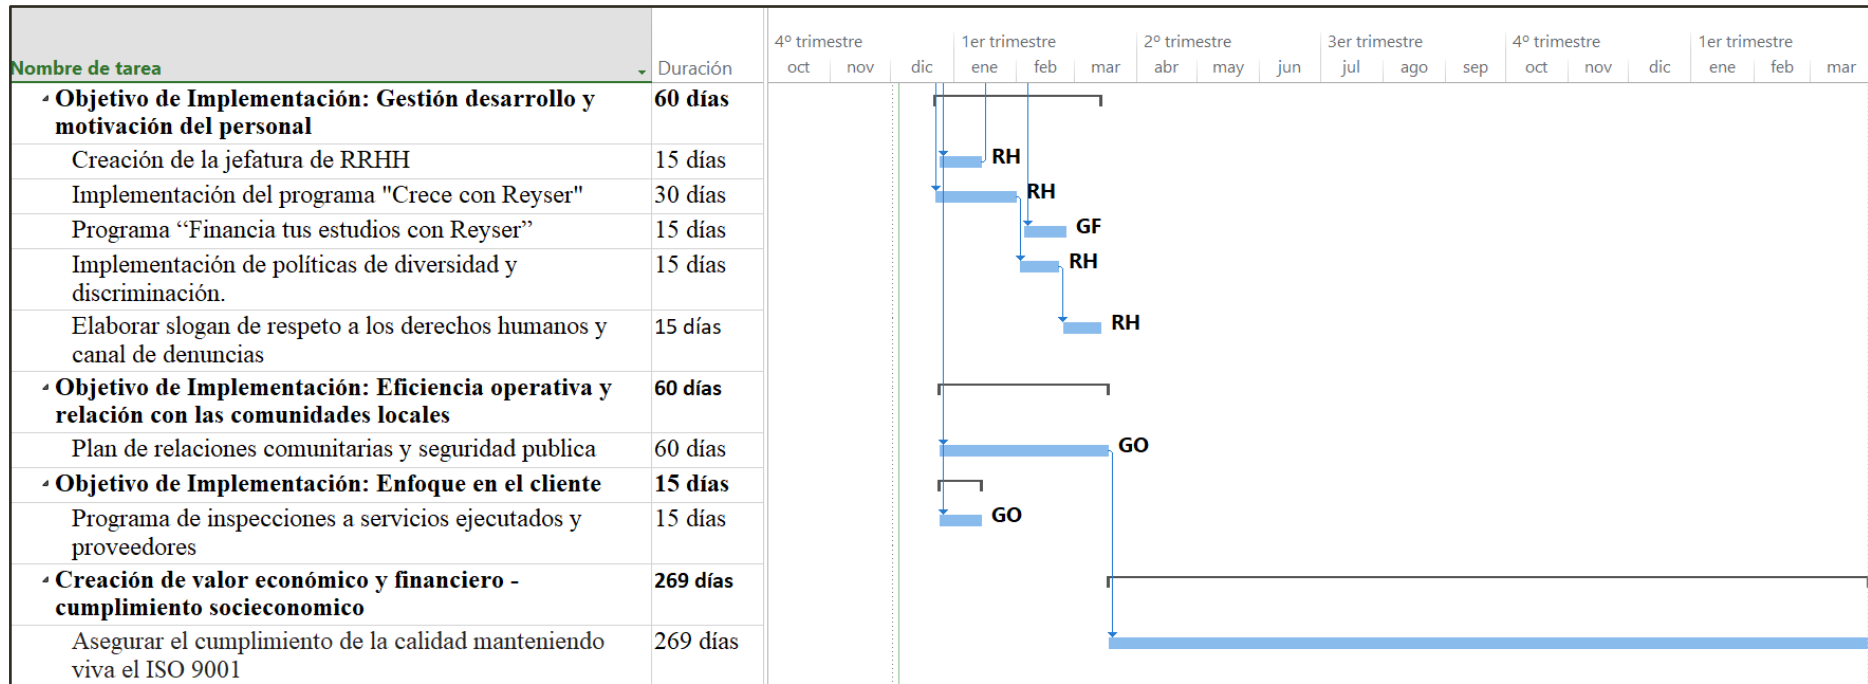 4º trimestre 1er trimestre 2º trimestre 3er trimestre 4º trimestre 1er trimestre
Nombre de tarea Duración oct nov dic ene feb mar abr may jun jul ago sep oct nov dic ene feb mar
Objetivo de Implementación: Gestión desarrollo y 60 días
motivación del personal
Creación de la jefatura de RRHH 15 días RH
Implementación del programa "Crece con Reyser" 30 días RH
Programa “Financia tus estudios con Reyser” 15 días GF
Implementación de políticas de diversidad y 15 días RH
discriminación.
Elaborar slogan de respeto a los derechos humanos y 15 días RH
canal de denuncias
Objetivo de Implementación: Eficiencia operativa y 60 días
relación con las comunidades locales
Plan de relaciones comunitarias y seguridad publica 60 días GO
Objetivo de Implementación: Enfoque en el cliente 15 días
Programa de inspecciones a servicios ejecutados y 15 días GO
proveedores
Creación de valor económico y financiero - 269 días
cumplimiento socieconomico
Asegurar el cumplimiento de la calidad manteniendo 269 días
viva el ISO 9001